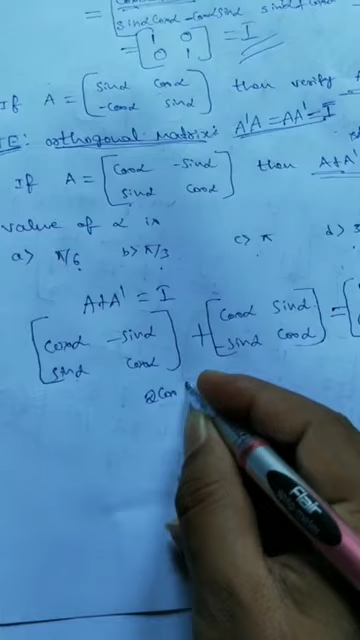 =
sinα cosα - cosα sinα
= [1 0
0 1] = I
If A = [sinα cosα
-cosα sinα] then verify
: orthogonal matrix: A'A = AA' = I
If A = [cosα -sinα
sinα cosα] then A+A'
value of α is
a> π/6 b> π/3 c> π d> 3
A+A' = I
[cosα -sinα
sinα cosα] + [cosα sinα
-sinα cosα] =
2cos
Flair